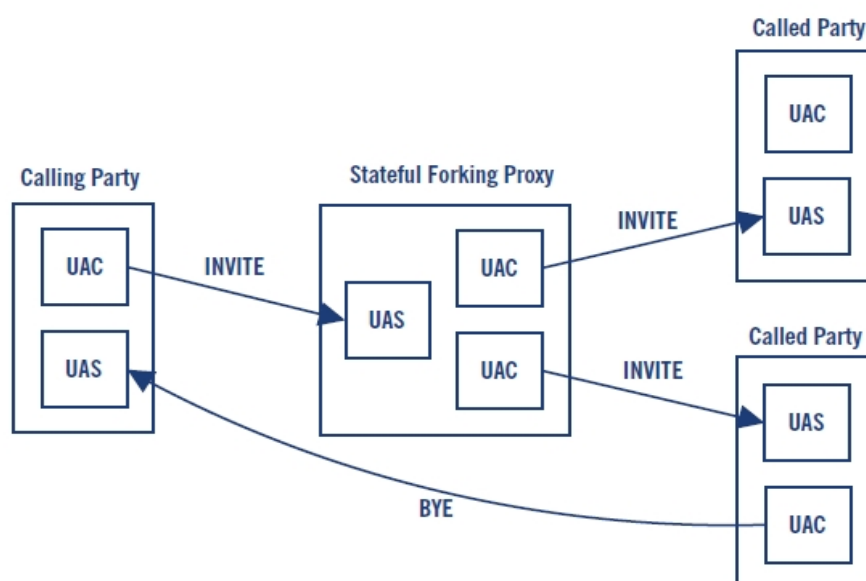 Called Party
UAC
UAS
Calling Party
UAC
UAS
INVITE
Stateful Forking Proxy
UAS
UAC
UAC
INVITE
INVITE
Called Party
UAS
UAC
BYE